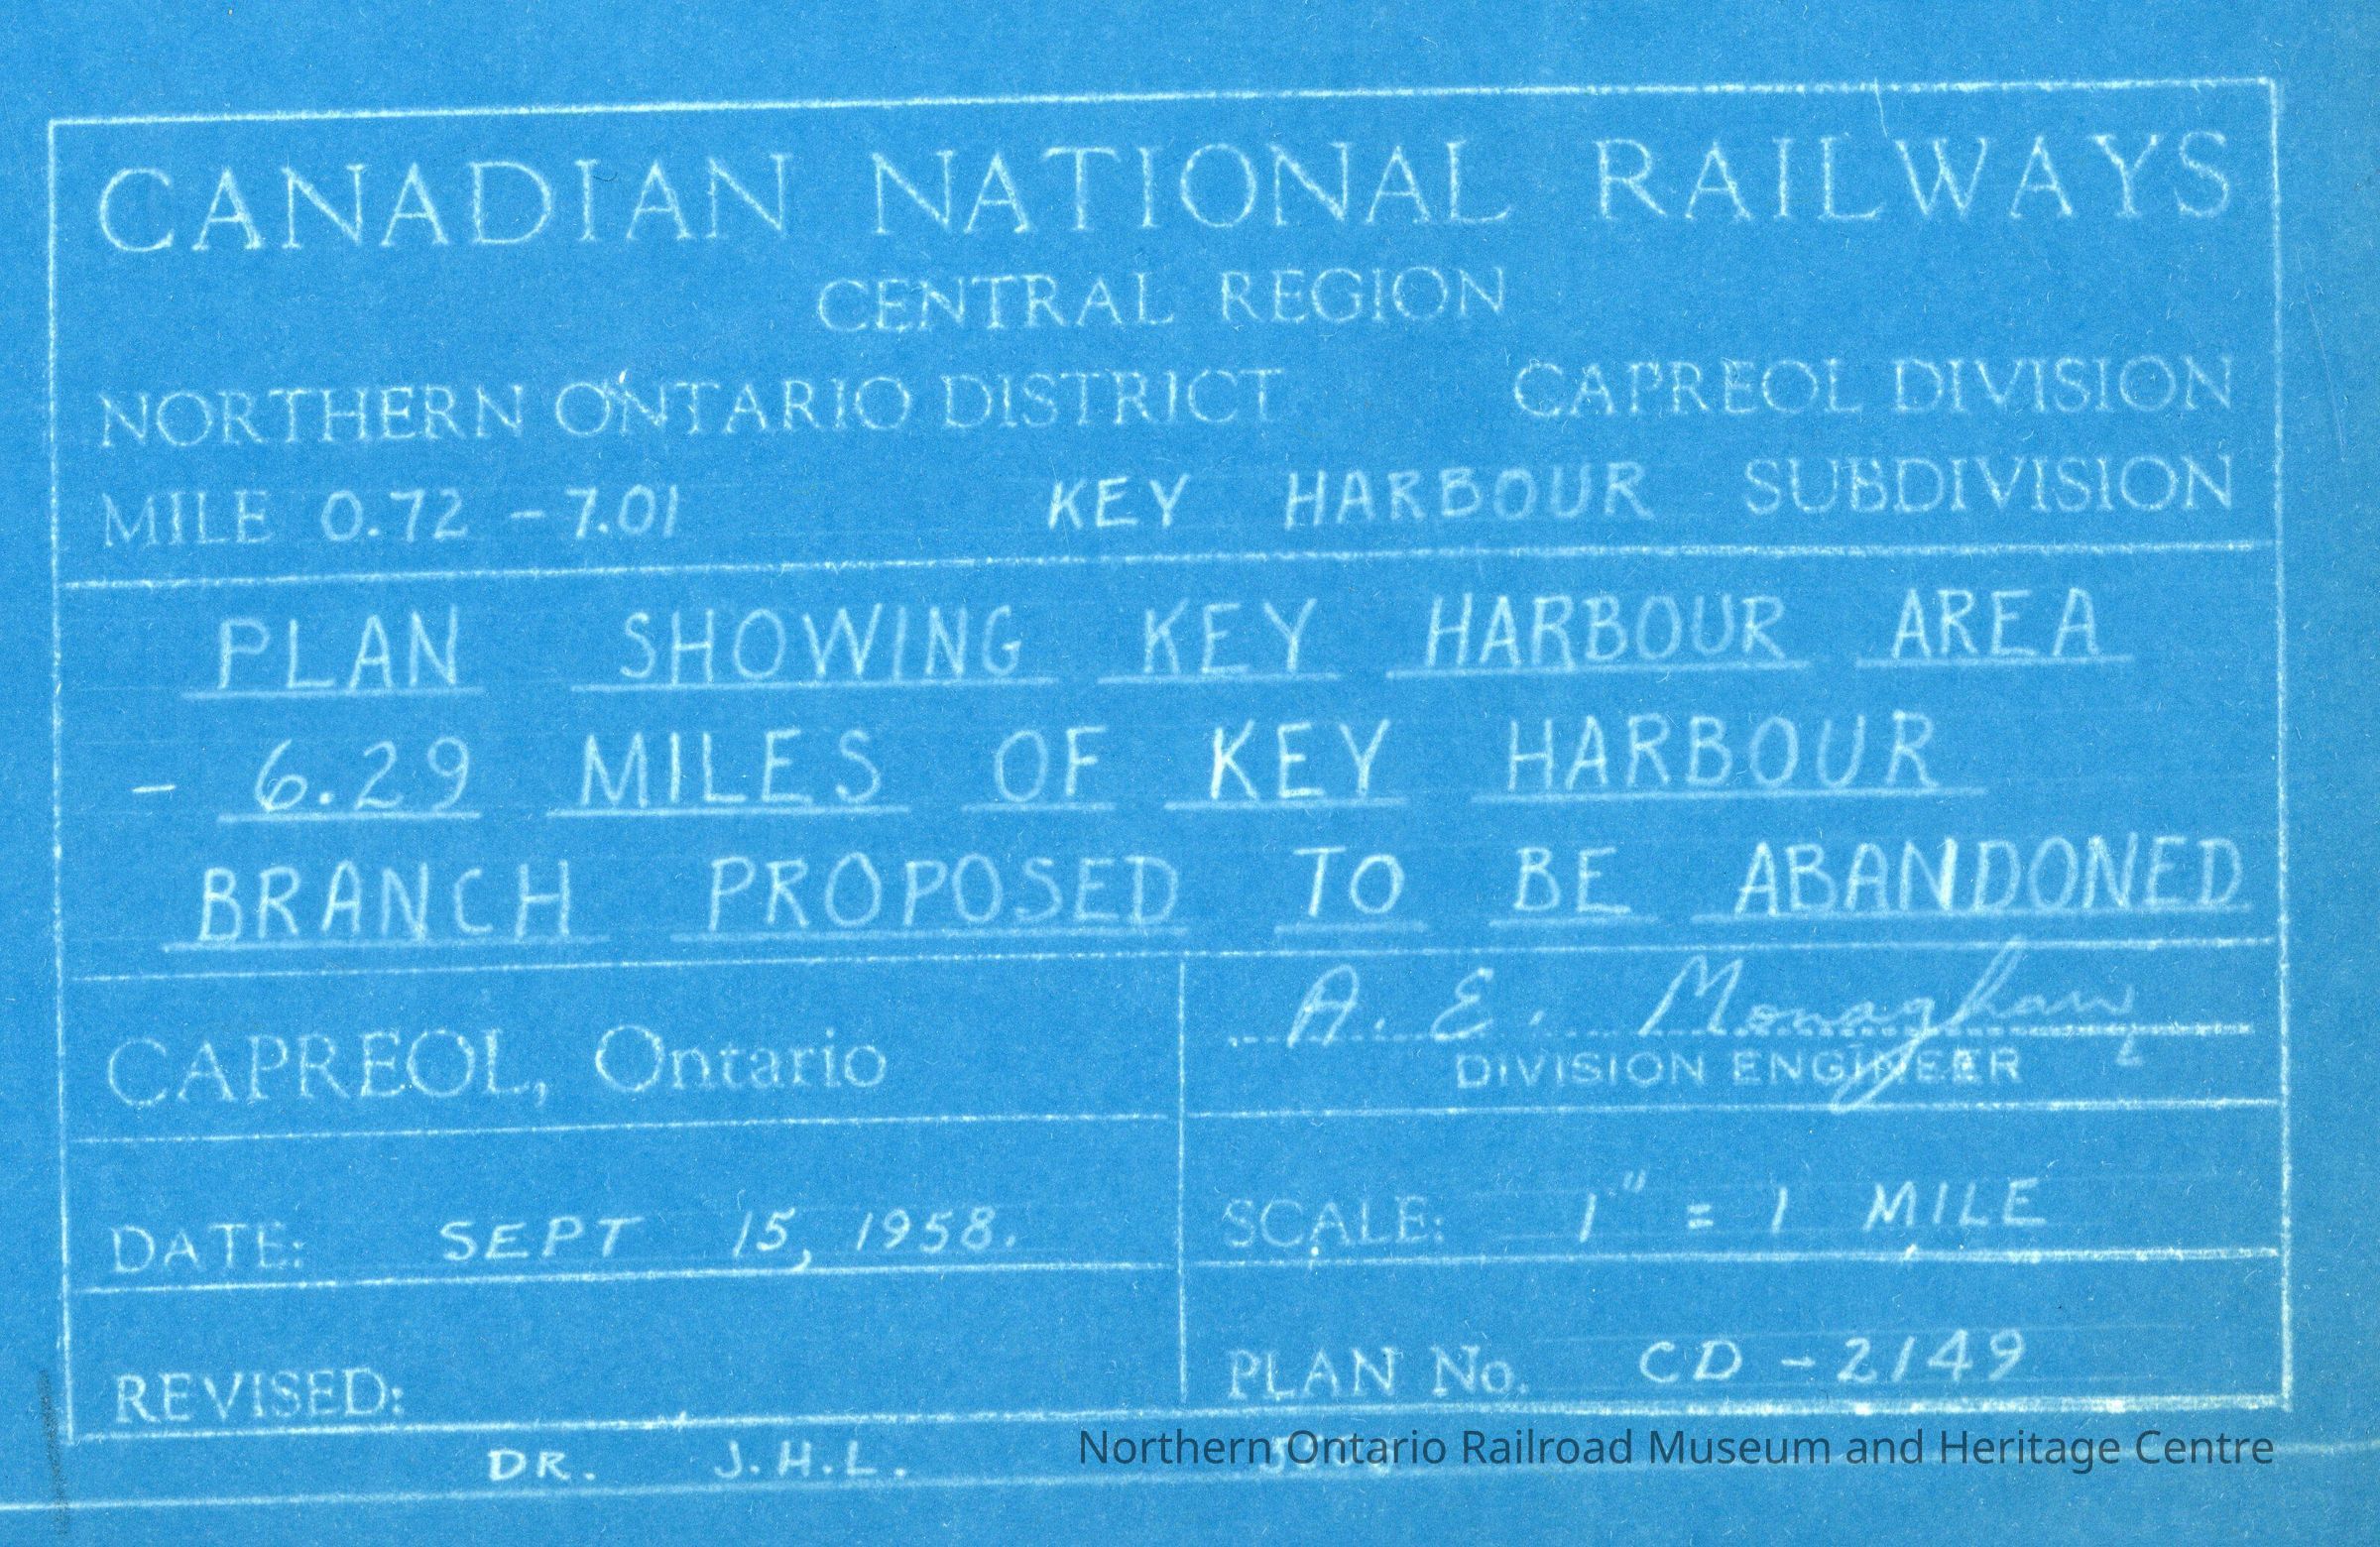 CANADIAN NATIONAL RAILWAYS
CENTRAL REGION
NORTHERN ONTARIO DISTRICT CAPREOL DIVISION
MILE 0.72 - 7.01 KEY HARBOUR SUBDIVISION
PLAN SHOWING KEY HARBOUR AREA
- 6.29 MILES OF KEY HARBOUR
BRANCH PROPOSED TO BE ABANDONED
A. E. Monaghan
CAPREOL, Ontario DIVISION ENGINEER
DATE: SEPT 15, 1958. SCALE: 1" = 1 MILE
REVISED: PLAN No. CD - 2149
DR. J.H.L.
Northern Ontario Railroad Museum and Heritage Centre